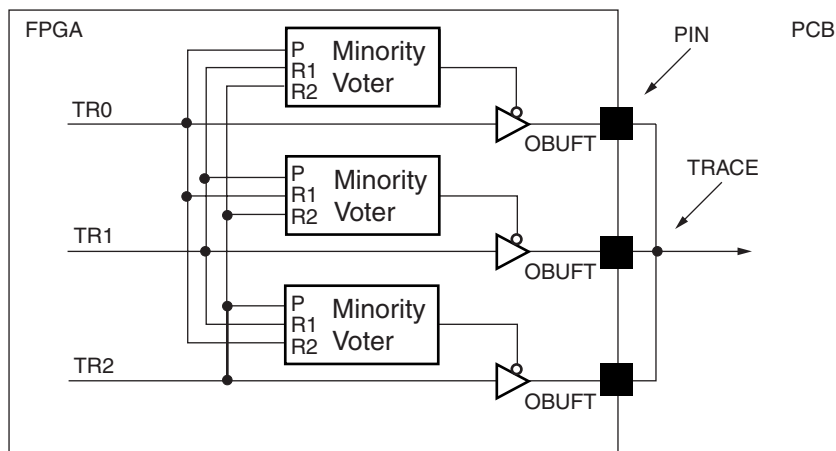 FPGA
PCB
PIN
TRACE
P
R1
R2
Minority
Voter
TR0
OBUFT
P
R1
R2
Minority
Voter
TR1
OBUFT
P
R1
R2
Minority
Voter
TR2
OBUFT